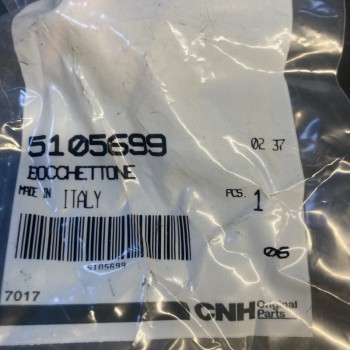 5105699 02 37
BOCCHETTONE
MADE IN ITALY PCS. 1
06
5105699
7017
CNH Original Parts